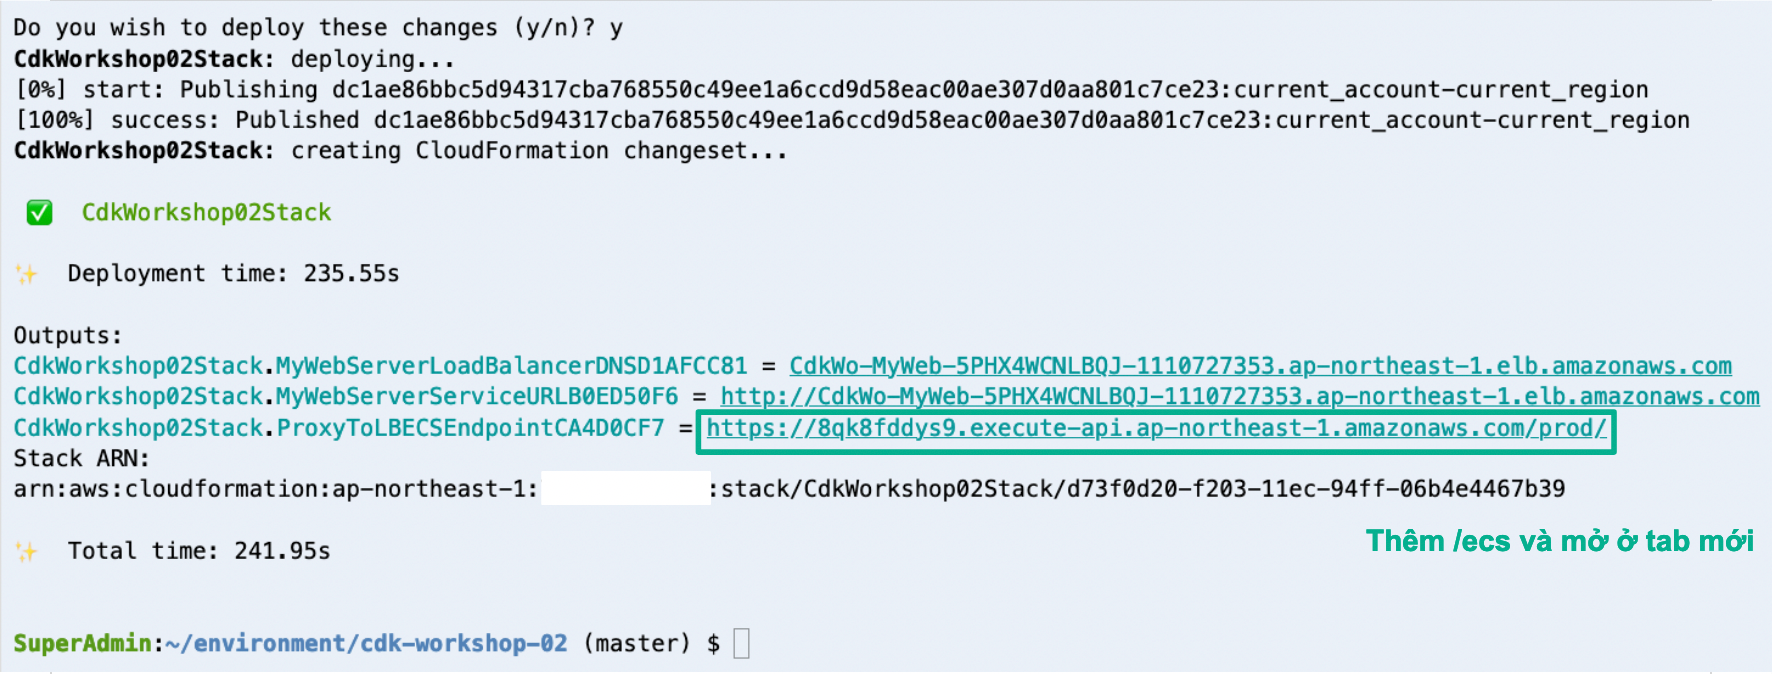 Do you wish to deploy these changes (y/n)? y
CdkWorkshop02Stack: deploying...
[0%] start: Publishing dc1ae86bbc5d94317cba768550c49ee1a6ccd9d58eac00ae307d0aa801c7ce23:current_account-current_region
[100%] success: Published dc1ae86bbc5d94317cba768550c49ee1a6ccd9d58eac00ae307d0aa801c7ce23:current_account-current_region
CdkWorkshop02Stack: creating CloudFormation changeset...
✅ CdkWorkshop02Stack
✨ Deployment time: 235.55s
Outputs:
CdkWorkshop02Stack.MyWebServerLoadBalancerDNSD1AFCC81 = CdkWo-MyWeb-5PHX4WCNLBQJ-1110727353.ap-northeast-1.elb.amazonaws.com
CdkWorkshop02Stack.MyWebServerServiceURLB0ED50F6 = http://CdkWo-MyWeb-5PHX4WCNLBQJ-1110727353.ap-northeast-1.elb.amazonaws.com
CdkWorkshop02Stack.ProxyToLBECSEndpointCA4D0CF7 = https://8qk8fddys9.execute-api.ap-northeast-1.amazonaws.com/prod/
Stack ARN:
arn:aws:cloudformation:ap-northeast-1: :stack/CdkWorkshop02Stack/d73f0d20-f203-11ec-94ff-06b4e4467b39
Thêm /ecs và mở ở tab mới
✨ Total time: 241.95s
SuperAdmin:~/environment/cdk-workshop-02 (master) $